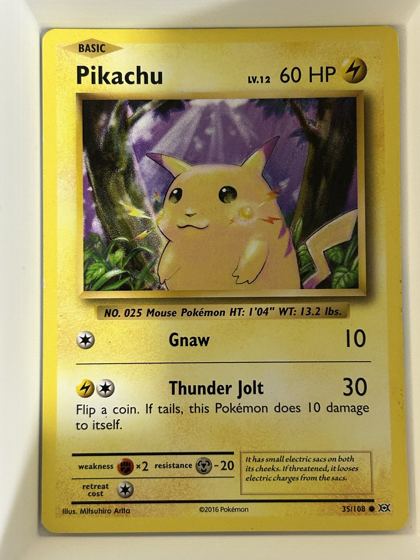 BASIC
Pikachu LV.12 60 HP
NO. 025 Mouse Pokémon HT: 1'04" WT: 13.2 lbs.
Gnaw 10
Thunder Jolt 30
Flip a coin. If tails, this Pokémon does 10 damage
to itself.
weakness ×2 resistance -20
retreat
cost
It has small electric sacs on both
its cheeks. If threatened, it looses
electric charges from the sacs.
Illus. Mitsuhiro Arita ©2016 Pokémon 35/108